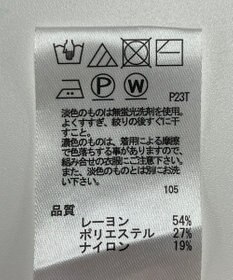 P
W
P23T
淡色のものは無蛍光洗剤を使用。
よくすすぎ、絞りの後すぐに干
すこと。
濃色のものは、着用による摩擦
で色落ちする事がありますので、
組み合せの衣服にご注意下さい。
また、淡色のものとは別にお洗
い下さい。
105
品質
レーヨン 54%
ポリエステル 27%
ナイロン 19%